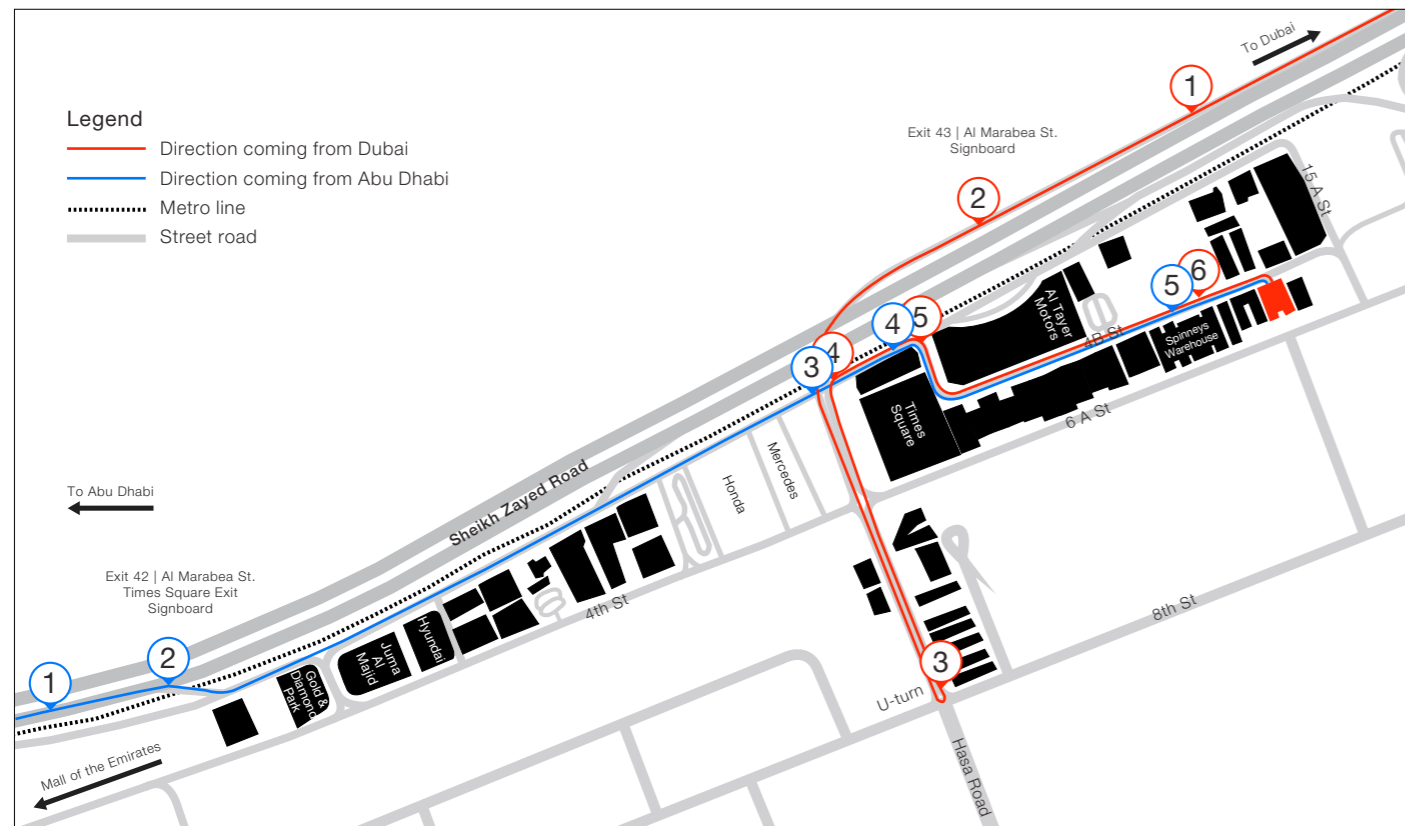 Legend
Direction coming from Dubai
Direction coming from Abu Dhabi
Metro line
Street road
To Dubai
1
Exit 43 | Al Marabea St.
Signboard
2
15 A St
6
5
Al Tayer
Motors
4B St
Spinneys
Warehouse
4
5
3
4
Times
Square
6 A St
Mercedes
Honda
Sheikh Zayed Road
To Abu Dhabi
Exit 42 | Al Marabea St.
Times Square Exit
Signboard
4th St
8th St
Hyundai
Juma
Al
Majid
Gold &
Diamond
Park
1
2
3
U-turn
Hasa Road
Mall of the Emirates